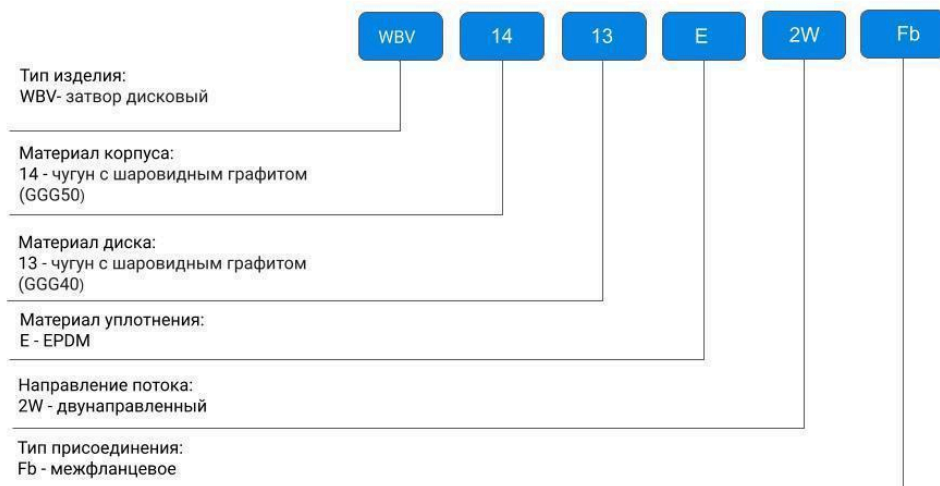 WBV 14 13 E 2W Fb
Тип изделия:
WBV- затвор дисковый
Материал корпуса:
14 - чугун с шаровидным графитом
(GGG50)
Материал диска:
13 - чугун с шаровидным графитом
(GGG40)
Материал уплотнения:
E - EPDM
Направление потока:
2W - двунаправленный
Тип присоединения:
Fb - межфланцевое